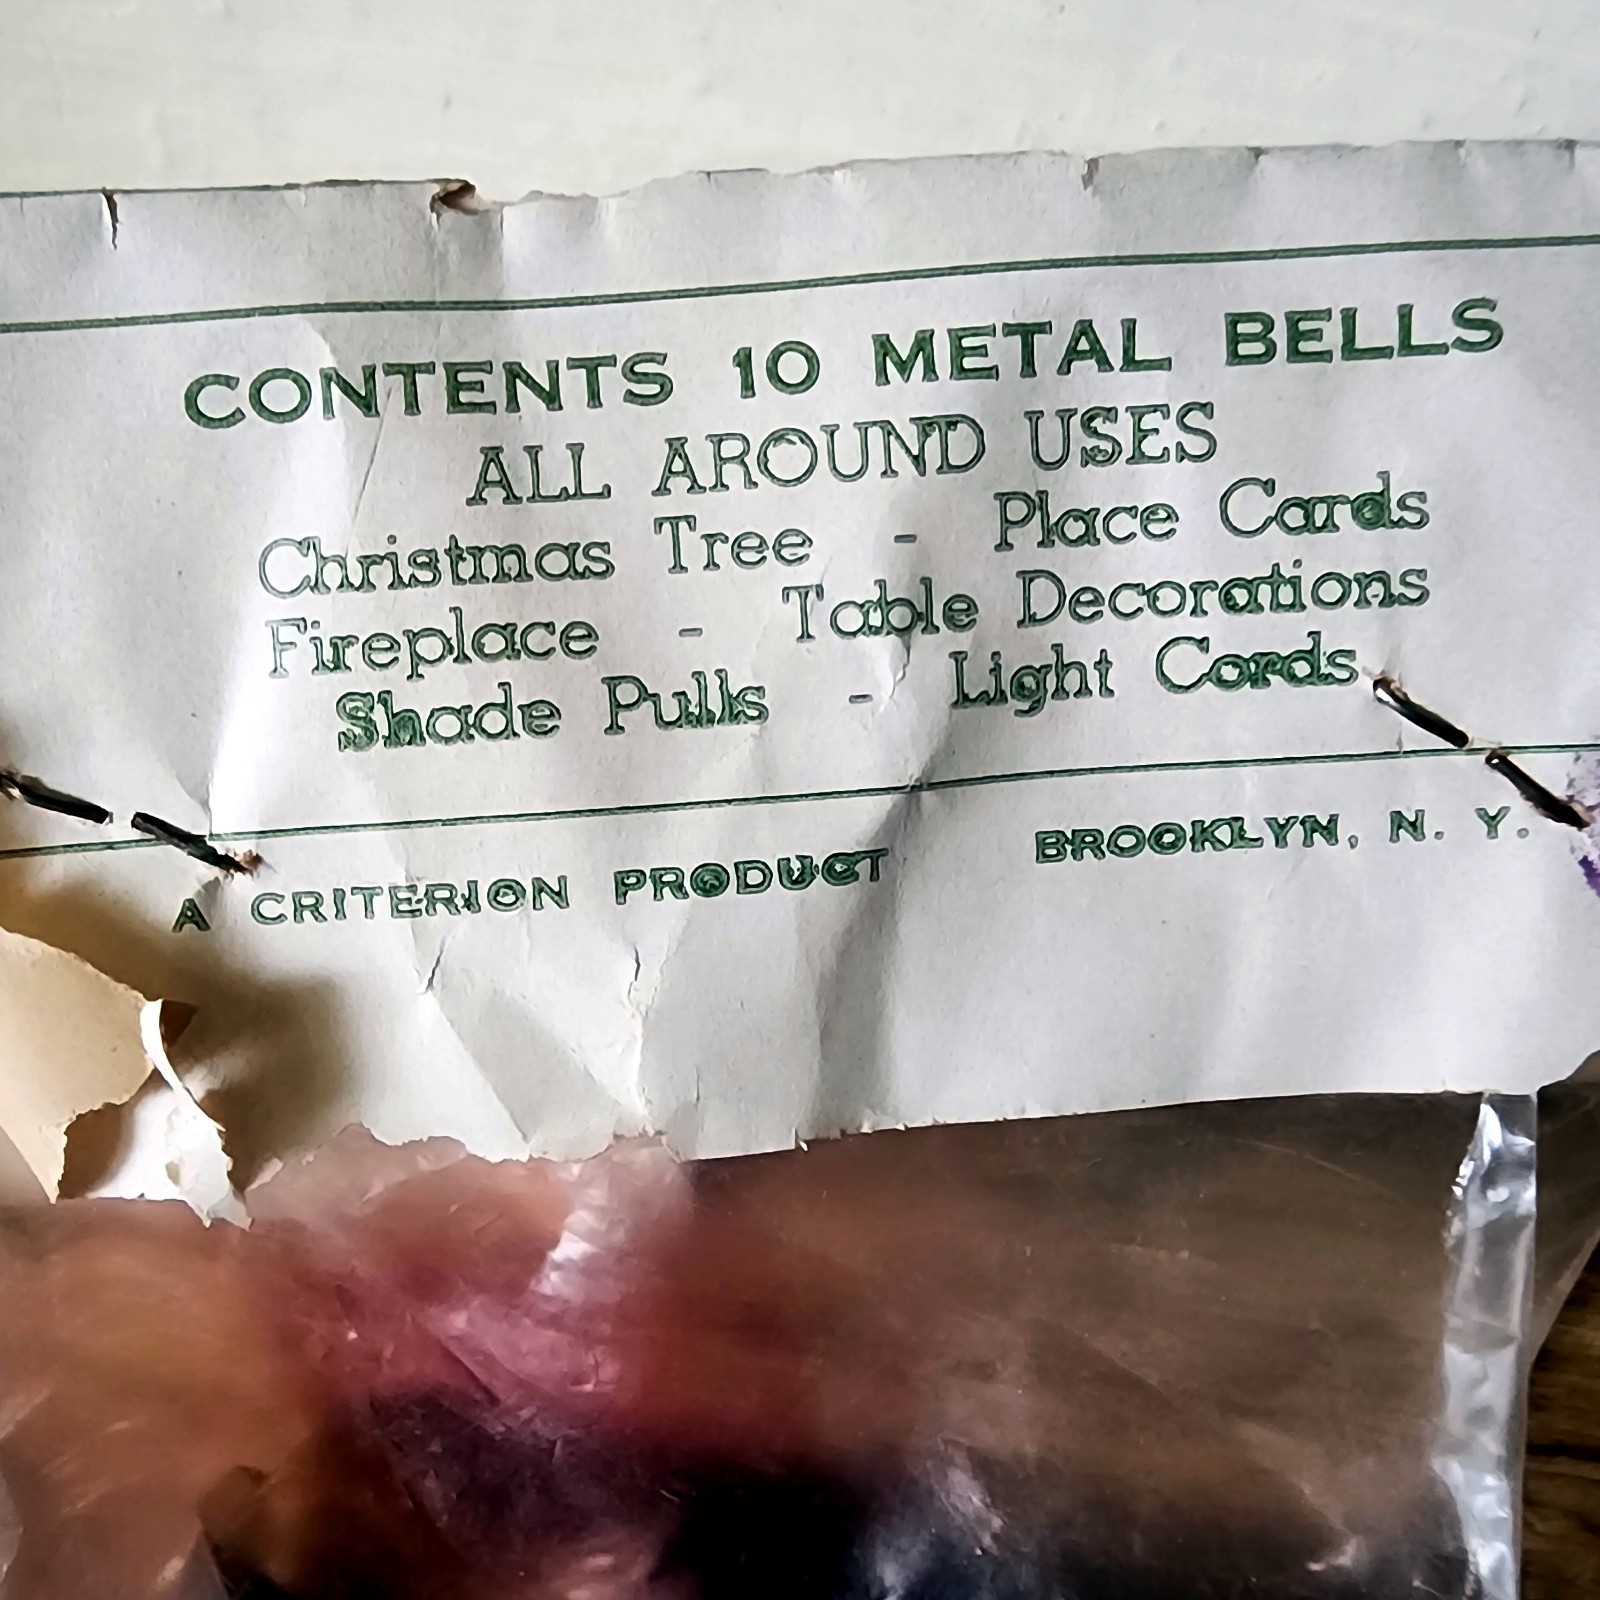 CONTENTS 10 METAL BELLS
ALL AROUND USES
Christmas Tree - Place Cards
Fireplace - Table Decorations
Shade Pulls - Light Cords
A CRITERION PRODUCT BROOKLYN, N. Y.